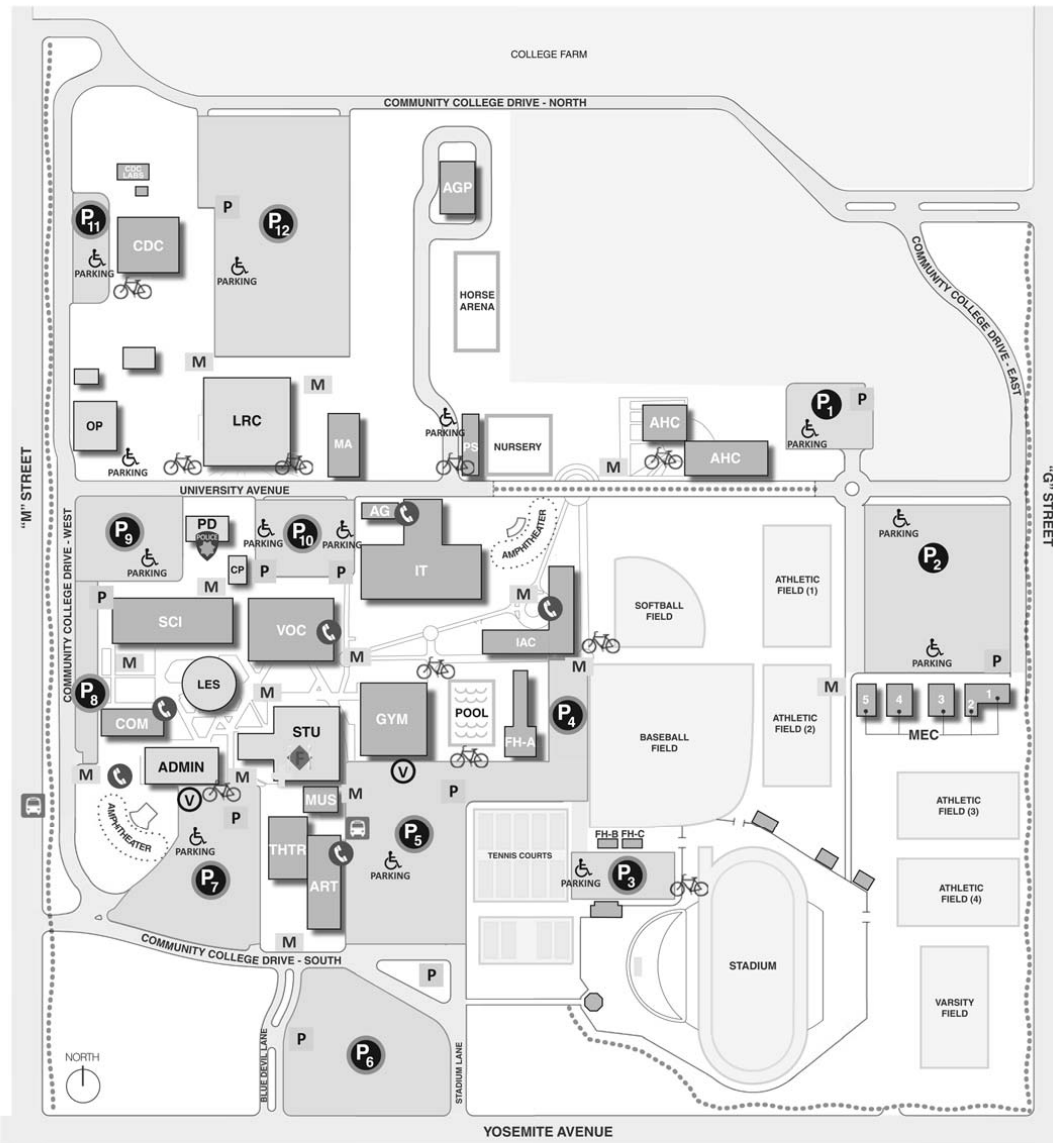 COLLEGE FARM
COMMUNITY COLLEGE DRIVE - NORTH
CDC
LABS
AGP
P11
P
P12
CDC
PARKING
PARKING
HORSE
ARENA
COMMUNITY COLLEGE DRIVE - EAST
M
M
P1
P
OP
LRC
MA
PARKING
PS
NURSERY
AHC
AHC
PARKING
PARKING
M
"M" STREET
UNIVERSITY AVENUE
"G" STREET
COMMUNITY COLLEGE DRIVE - WEST
P9
PD
POLICE
P10
AG
AMPHITHEATER
PARKING
PARKING
PARKING
PARKING
P2
CP
P
P
IT
M
M
ATHLETIC
FIELD (1)
P
SCI
VOC
SOFTBALL
FIELD
IAC
M
M
M
PARKING
P
LES
M
M
P8
COM
STU
F
GYM
POOL
P4
FH-A
BASEBALL
FIELD
ATHLETIC
FIELD (2)
5
4
3
2
1
MEC
ADMIN
M
M
V
V
MUS
M
P
P
AMPHITHEATER
PARKING
P7
THTR
ART
P5
PARKING
TENNIS COURTS
FH-B FH-C
PARKING
P3
ATHLETIC
FIELD (3)
ATHLETIC
FIELD (4)
M
COMMUNITY COLLEGE DRIVE - SOUTH
P
STADIUM
VARSITY
FIELD
P
P6
BLUE DEVIL LANE
STADIUM LANE
NORTH
YOSEMITE AVENUE